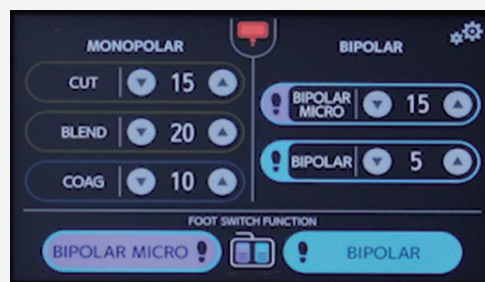 MONOPOLAR
CUT 15
BLEND 20
COAG 10
BIPOLAR
BIPOLAR MICRO 15
BIPOLAR 5
FOOT SWITCH FUNCTION
BIPOLAR MICRO
BIPOLAR